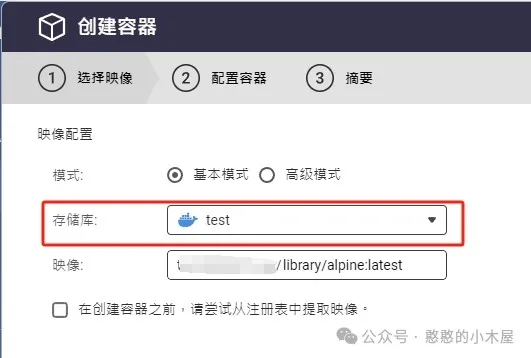 创建容器
1 选择映像 2 配置容器 3 摘要
映像配置
模式: 基本模式 高级模式
存储库: test
映像: /library/alpine:latest
在创建容器之前，请尝试从注册表中提取映像。
公众号 · 憨憨的小木屋